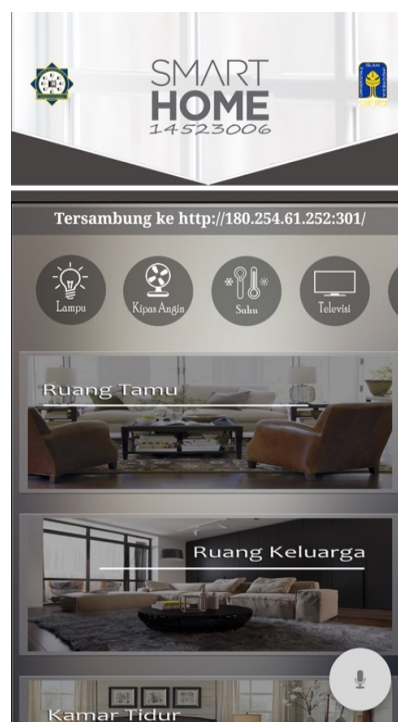 SMART
HOME
14523006
Tersambung ke http://180.254.61.252:301/
Lampu
Kipas Angin
Suhu
Televisi
Ruang Tamu
Ruang Keluarga
Kamar Tidur